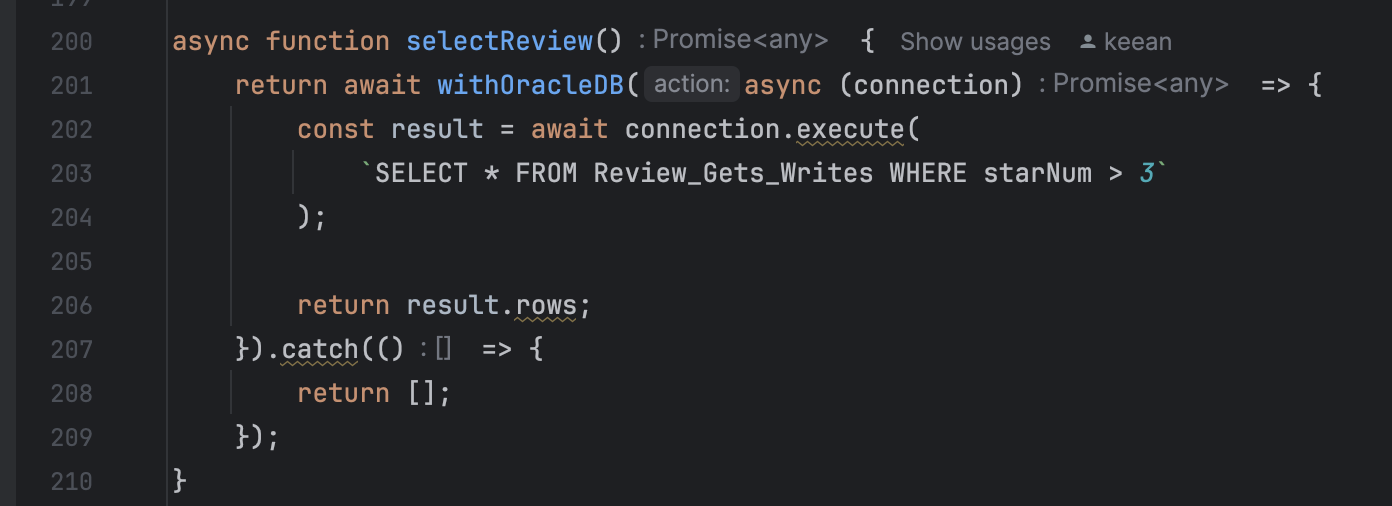 199
200 async function selectReview() : Promise<any> { Show usages keean
201 return await withOracleDB( action: async (connection) : Promise<any> => {
202 const result = await connection.execute(
203 `SELECT * FROM Review_Gets_Writes WHERE starNum > 3`
204 );
205
206 return result.rows;
207 }).catch(() : [] => {
208 return [];
209 });
210 }